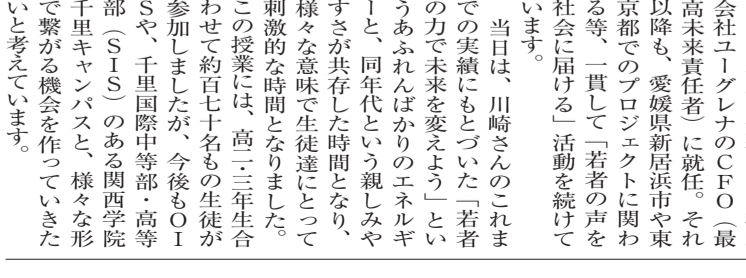 会社ユーグレナのCFO（最
高未来責任者）に就任。それ
以降も、愛媛県新居浜市や東
京都でのプロジェクトに関わ
る等、一貫して「若者の声を
社会に届ける」活動を続けて
います。
　当日は、川崎さんのこれま
での実績にもとづいた「若者
の力で未来を変えよう」とい
うあふれんばかりのエネルギ
ーと、同年代という親しみや
すさが共存した時間となり、
様々な意味で生徒達にとって
刺激的な時間となりました。
この授業には、高一・三年生合
わせて約百七十名もの生徒が
参加しましたが、今後もOI
Sや、千里国際中等部・高等
部（SIS）のある関西学院
千里キャンパスと、様々な形
で繋がる機会を作っていきた
いと考えています。